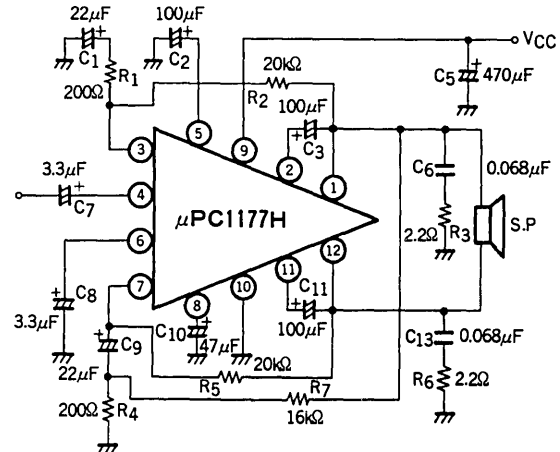 22μF
100μF
C1
C2
VCC
R1
200Ω
20kΩ
R2
C5
470μF
100μF
C3
3
5
9
2
1
3.3μF
C7
4
μPC1177H
C6
0.068μF
2.2Ω
R3
S.P
6
7
8
10
11
12
C8
3.3μF
C9
C10
47μF
C11
100μF
C13
0.068μF
22μF
20kΩ
R5
R7
16kΩ
200Ω
R4
R6
2.2Ω